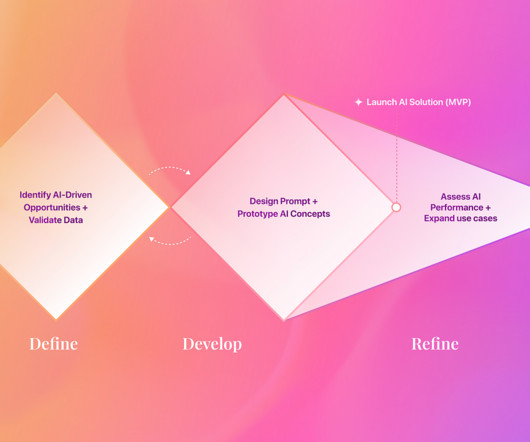 Launch AI Solution (MVP)
Identify AI-Driven
Opportunities +
Validate Data
Design Prompt +
Prototype AI Concepts
Assess AI
Performance +
Expand use cases
Define
Develop
Refine